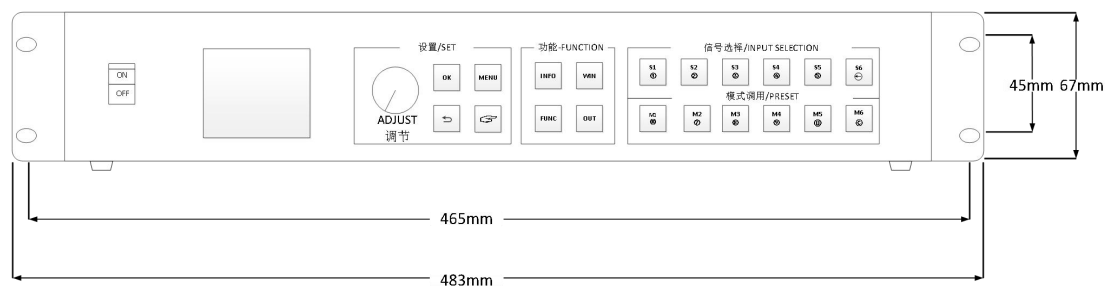 设置/SET
功能-FUNCTION
信号选择/INPUT SELECTION
ON
OFF
OK
MENU
INFO
WIN
S1
S2
S3
S4
S5
S6
ADJUST
调节
FUNC
OUT
模式调用/PRESET
M2
M3
M4
M5
M6
45mm
67mm
465mm
483mm